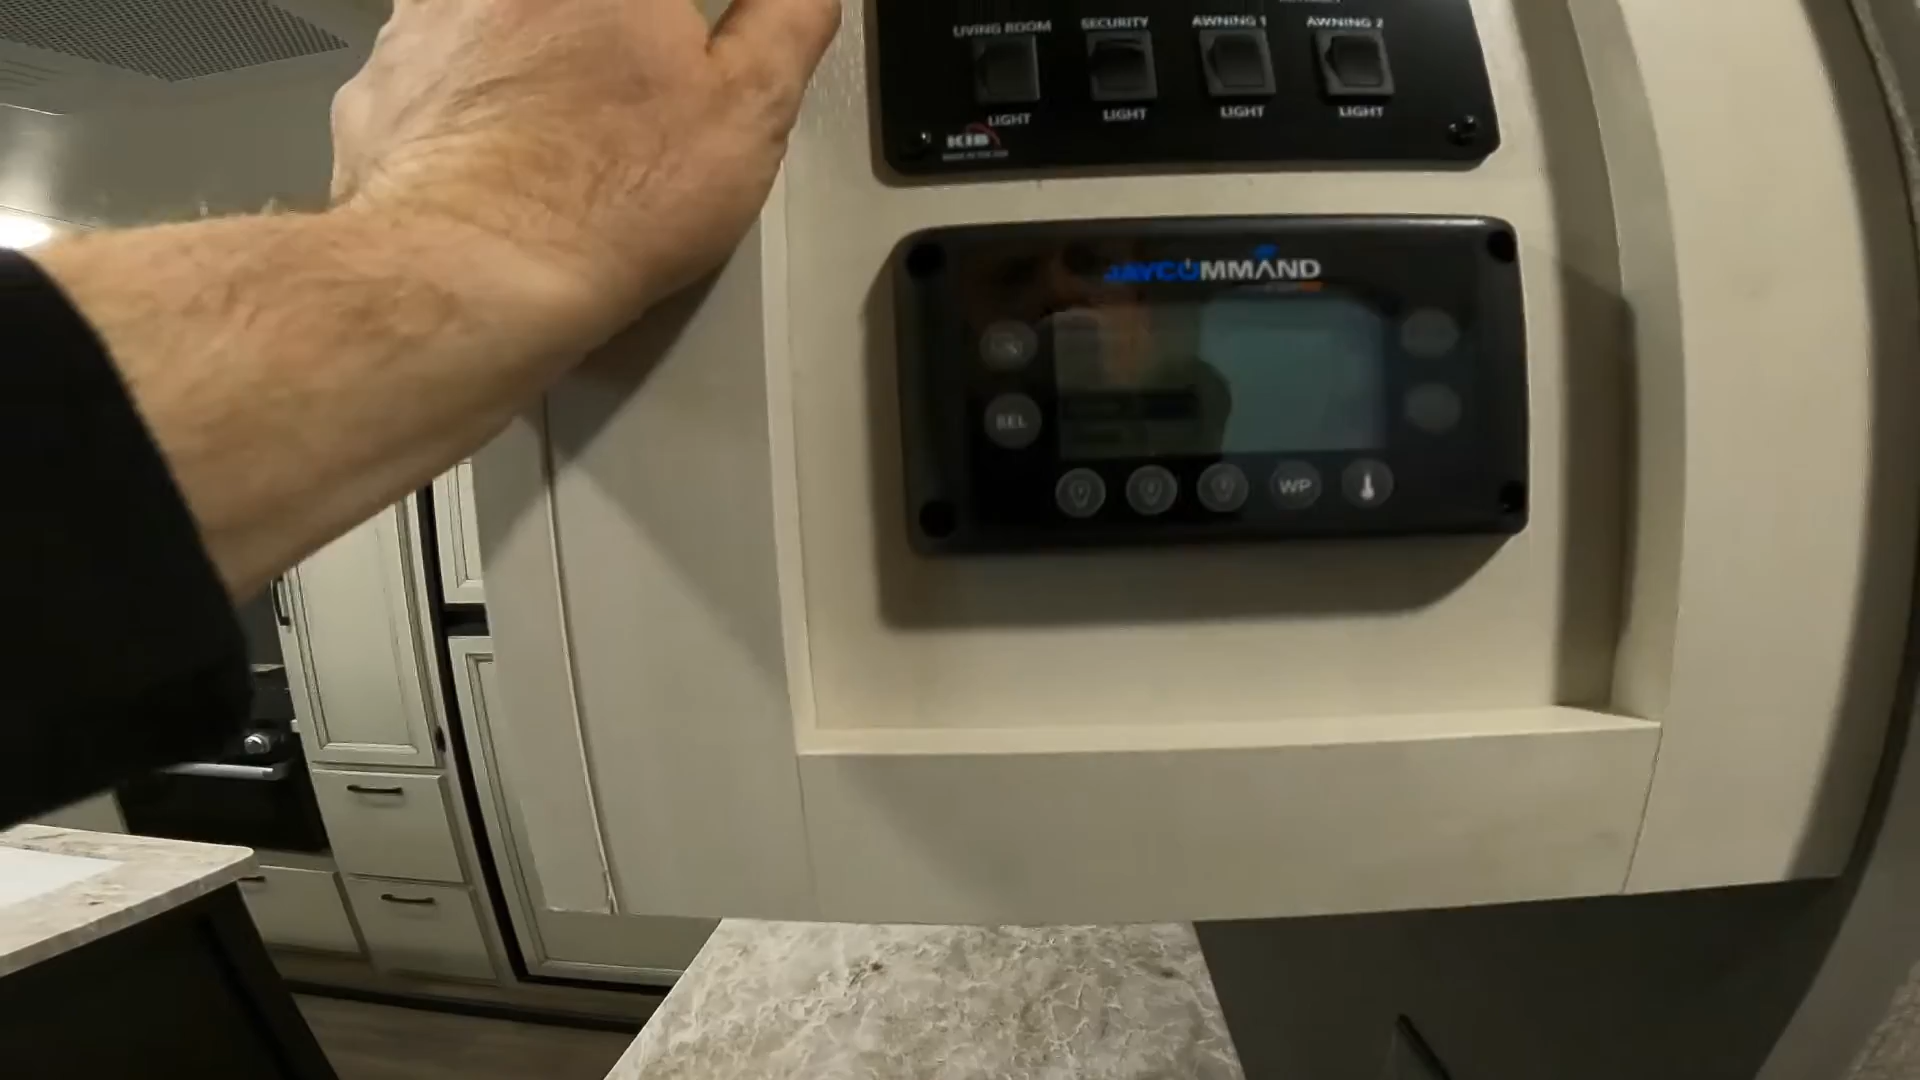 LIVING ROOM SECURITY AWNING 1 AWNING 2
LIGHT LIGHT LIGHT LIGHT
KIB
JAYCOMMAND
SEL
WP